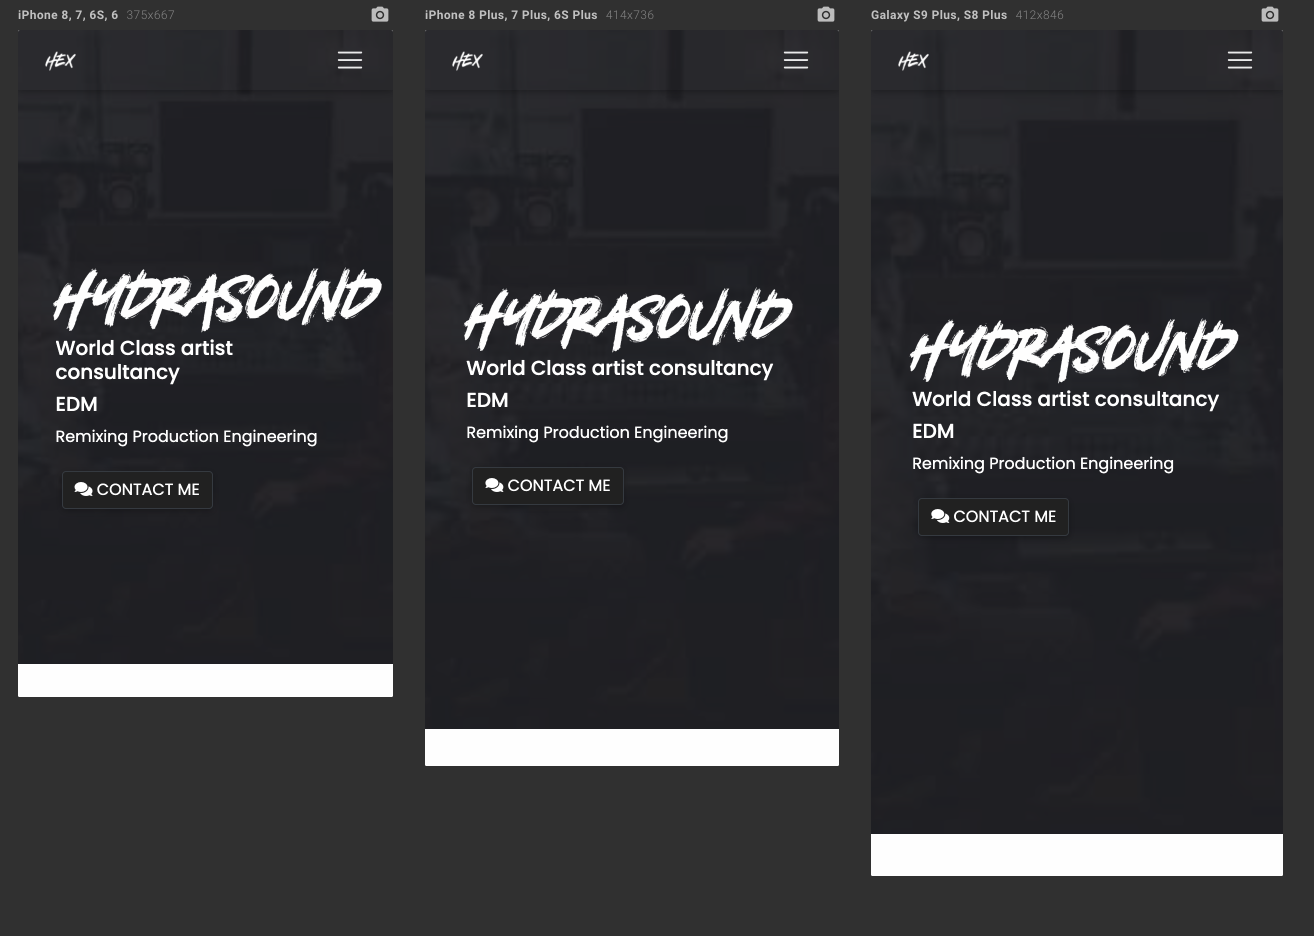 iPhone 8, 7, 6S, 6 375x667
HEX
HYDRASOUND
World Class artist
consultancy
EDM
Remixing Production Engineering
CONTACT ME
iPhone 8 Plus, 7 Plus, 6S Plus 414x736
HEX
HYDRASOUND
World Class artist consultancy
EDM
Remixing Production Engineering
CONTACT ME
Galaxy S9 Plus, S8 Plus 412x846
HEX
HYDRASOUND
World Class artist consultancy
EDM
Remixing Production Engineering
CONTACT ME